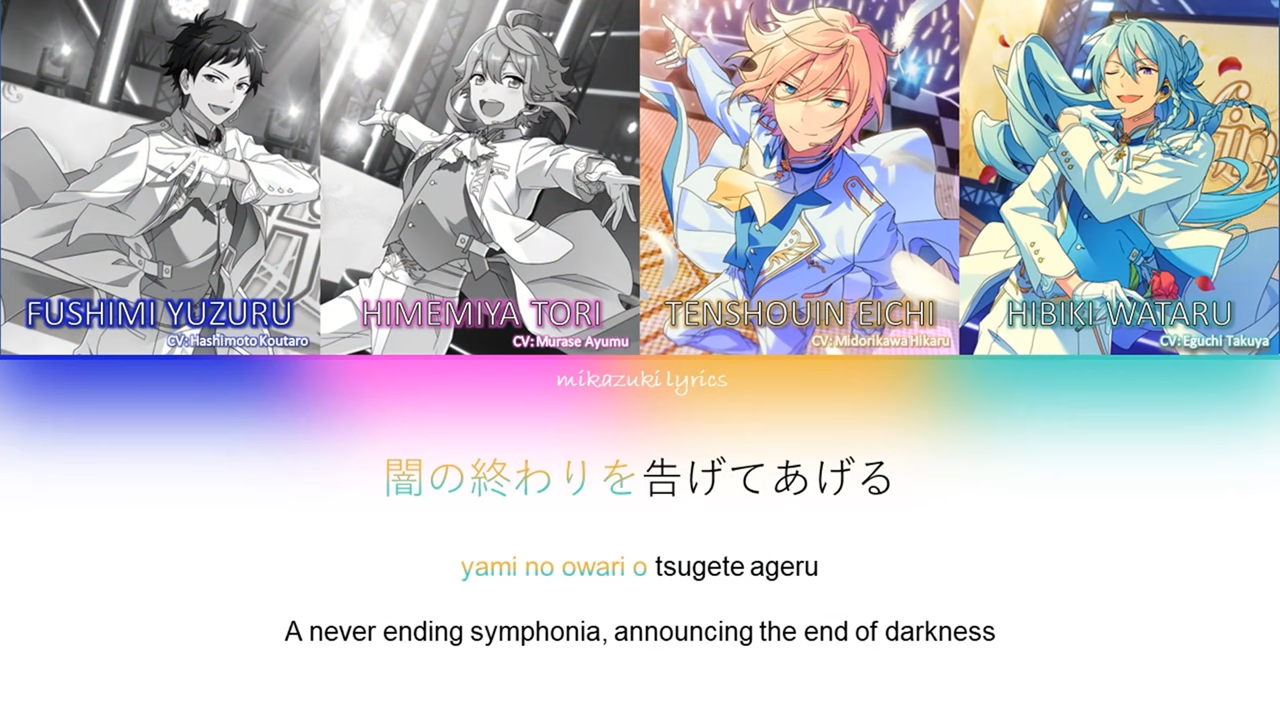 FUSHIMI YUZURU
CV: Hashimoto Koutaro
HIMEMIYA TORI
CV: Murase Ayumu
TENSHOUIN EICHI
CV: Midorikawa Hikaru
HIBIKI WATARU
CV: Eguchi Takuya
mikazuki lyrics
闇の終わりを告げてあげる
yami no owari o tsugete ageru
A never ending symphonia, announcing the end of darkness